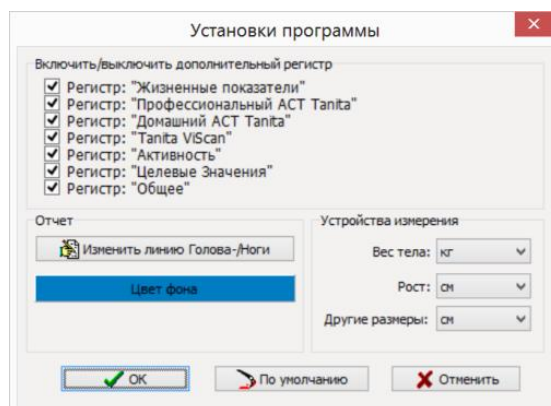 Установки программы
Включить/выключить дополнительный регистр
Регистр: "Жизненные показатели"
Регистр: "Профессиональный АСТ Tanita"
Регистр: "Домашний АСТ Tanita"
Регистр: "Tanita ViScan"
Регистр: "Активность"
Регистр: "Целевые Значения"
Регистр: "Общее"
Отчет
Изменить линию Голова-/Ноги
Цвет фона
Устройства измерения
Вес тела: кг
Рост: см
Другие размеры: см
OK
По умолчанию
Отменить